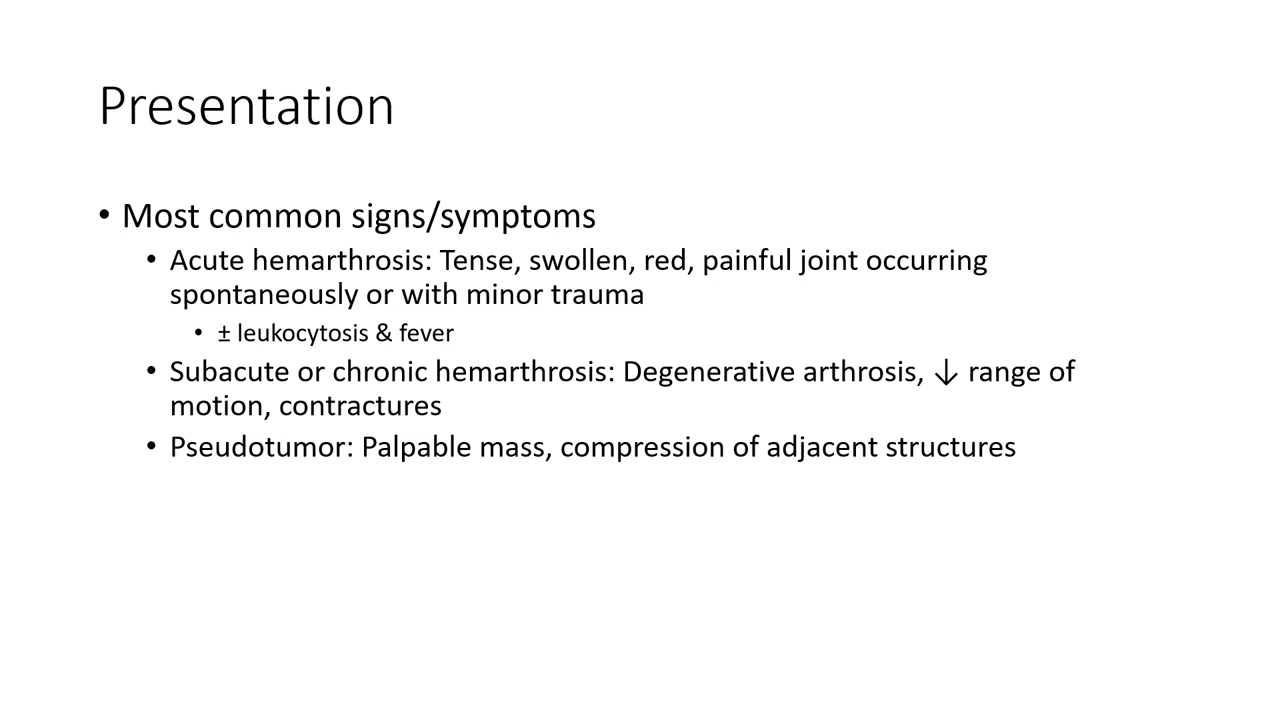 Presentation
• Most common signs/symptoms
• Acute hemarthrosis: Tense, swollen, red, painful joint occurring
spontaneously or with minor trauma
• ± leukocytosis & fever
• Subacute or chronic hemarthrosis: Degenerative arthrosis, ↓ range of
motion, contractures
• Pseudotumor: Palpable mass, compression of adjacent structures